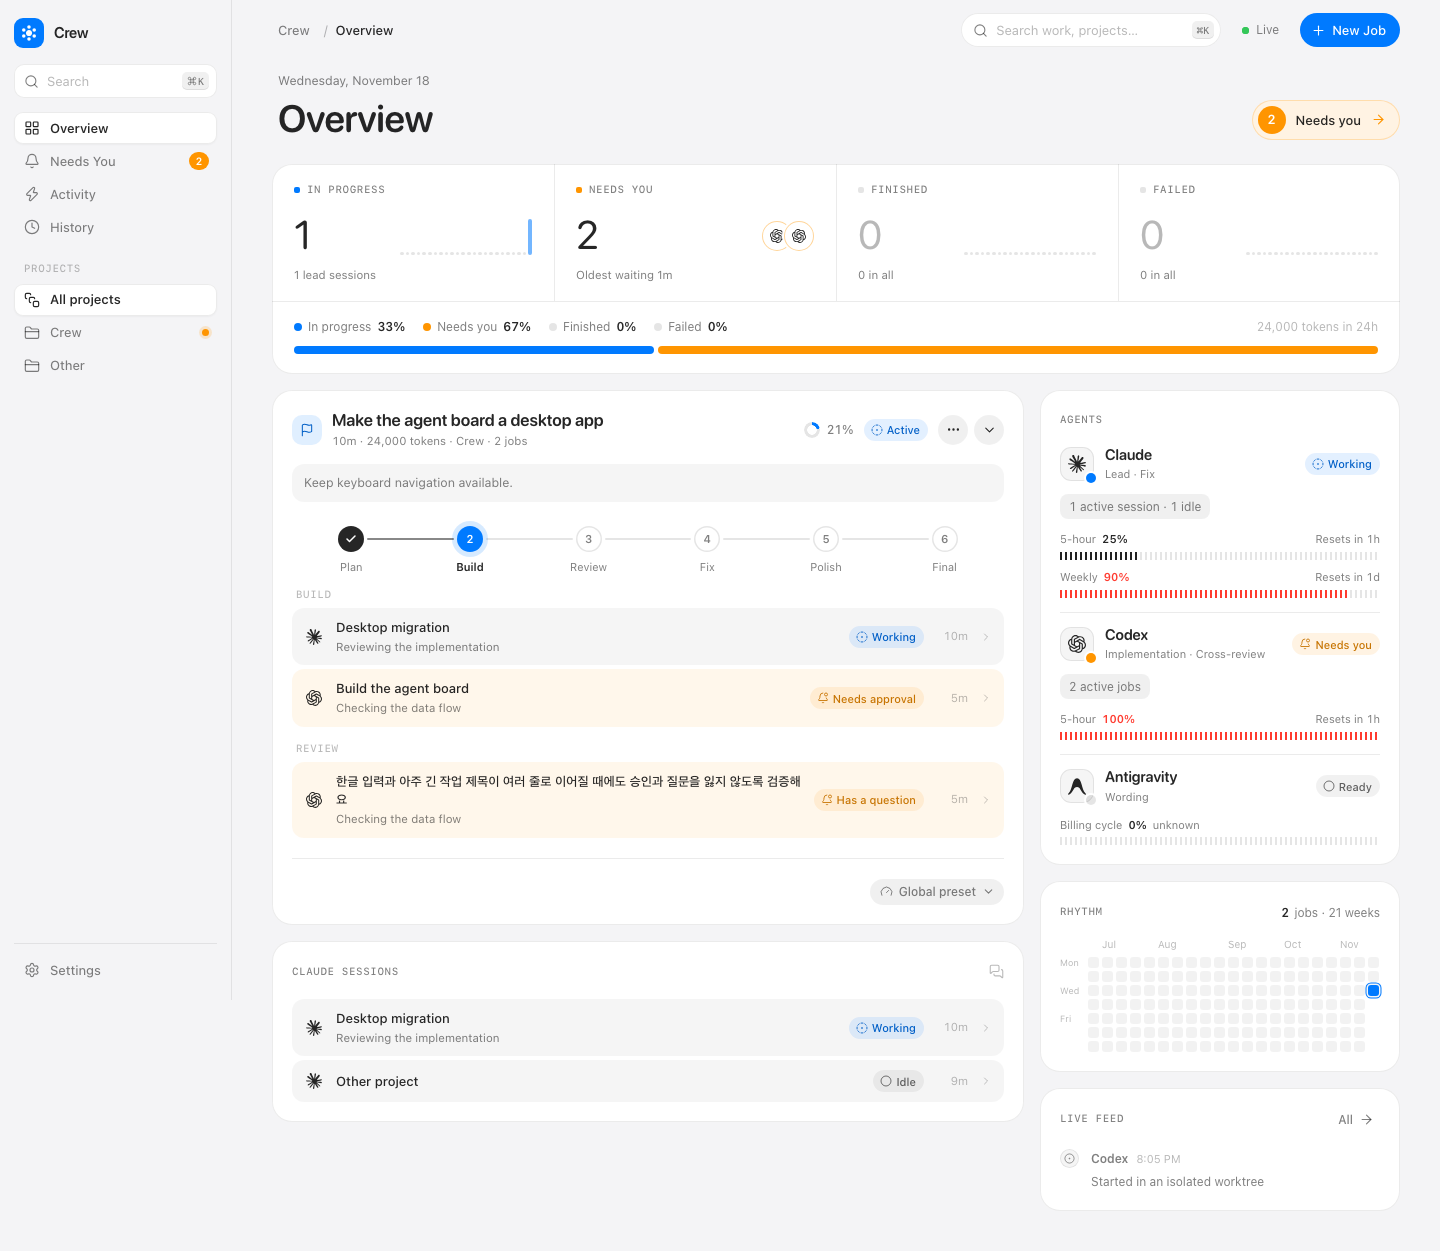 Crew
Search ⌘K
Overview
Needs You 2
Activity
History
PROJECTS
All projects
Crew
Other
Settings
Crew / Overview
Search work, projects... ⌘K
Live
New Job
Wednesday, November 18
Overview
2 Needs you
IN PROGRESS
1
1 lead sessions
NEEDS YOU
2
Oldest waiting 1m
FINISHED
0
0 in all
FAILED
0
0 in all
In progress 33% Needs you 67% Finished 0% Failed 0%
24,000 tokens in 24h
Make the agent board a desktop app
10m · 24,000 tokens · Crew · 2 jobs
21%
Active
Keep keyboard navigation available.
2 3 4 5 6
Plan Build Review Fix Polish Final
BUILD
Desktop migration
Reviewing the implementation
Working 10m
Build the agent board
Checking the data flow
Needs approval 5m
REVIEW
한글 입력과 아주 긴 작업 제목이 여러 줄로 이어질 때에도 승인과 질문을 잃지 않도록 검증해
요
Checking the data flow
Has a question 5m
Global preset
CLAUDE SESSIONS
Desktop migration
Reviewing the implementation
Working 10m
Other project
Idle 9m
AGENTS
Claude
Lead · Fix
Working
1 active session · 1 idle
5-hour 25% Resets in 1h
Weekly 90% Resets in 1d
Codex
Implementation · Cross-review
Needs you
2 active jobs
5-hour 100% Resets in 1h
Antigravity
Wording
Ready
Billing cycle 0% unknown
RHYTHM
2 jobs · 21 weeks
Jul Aug Sep Oct Nov
Mon
Wed
Fri
LIVE FEED
All
Codex 8:05 PM
Started in an isolated worktree